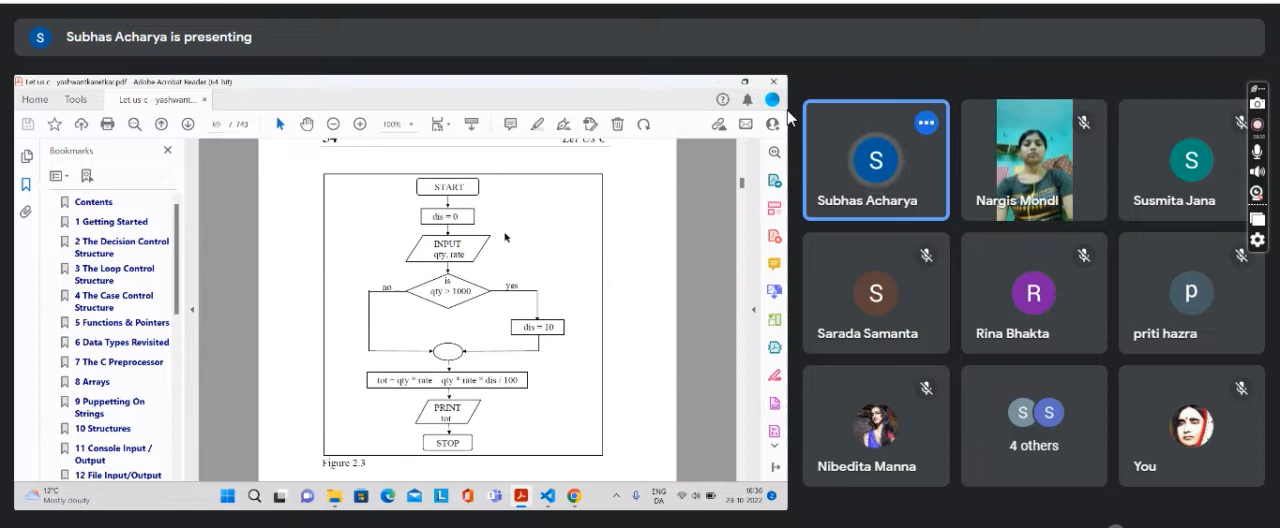 S Subhas Acharya is presenting
Let us c - yashwantkanetkar.pdf - Adobe Acrobat Reader (64-bit)
Home Tools Let us c - yashwant... ×
69 / 743 100%
Bookmarks
Contents
1 Getting Started
2 The Decision Control
Structure
3 The Loop Control
Structure
4 The Case Control
Structure
5 Functions & Pointers
6 Data Types Revisited
7 The C Preprocessor
8 Arrays
9 Puppetting On
Strings
10 Structures
11 Console Input /
Output
12 File Input/Output
Let Us C
START
dis = 0
INPUT
qty, rate
is
qty > 1000
no
yes
dis = 10
tot = qty * rate qty * rate * dis / 100
PRINT
tot
STOP
Figure 2.3
12°C
Mostly cloudy
ENG
DA
16:36
23-10-2022
S
Subhas Acharya
Nargis Mondl
S
Susmita Jana
S
Sarada Samanta
R
Rina Bhakta
p
priti hazra
Nibedita Manna
S S
4 others
You